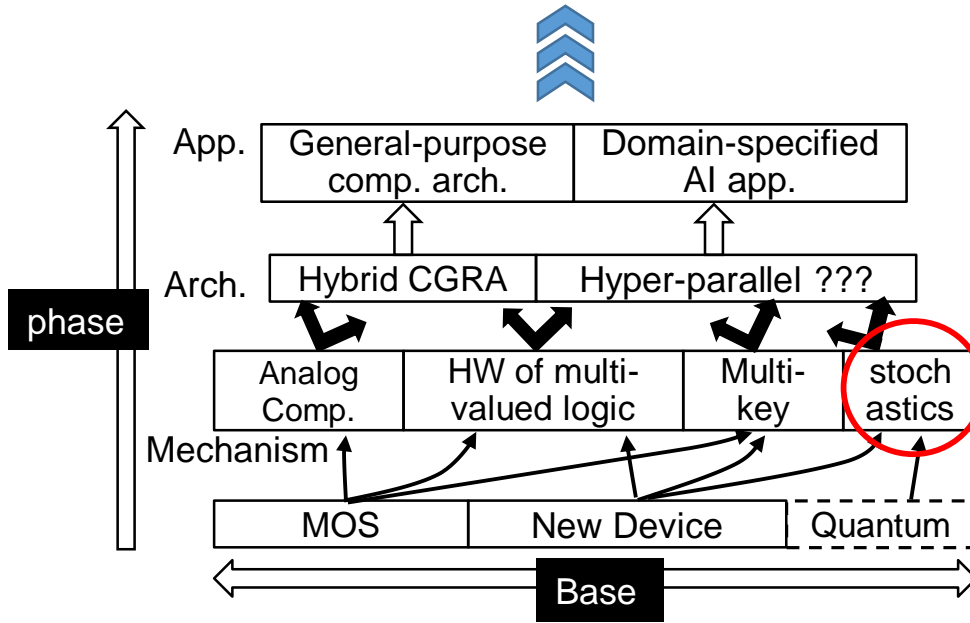 App.
General-purpose
comp. arch.
Domain-specified
AI app.
Arch.
Hybrid CGRA
Hyper-parallel ???
phase
Analog
Comp.
HW of multi-
valued logic
Multi-
key
stoch
astics
Mechanism
MOS
New Device
Quantum
Base